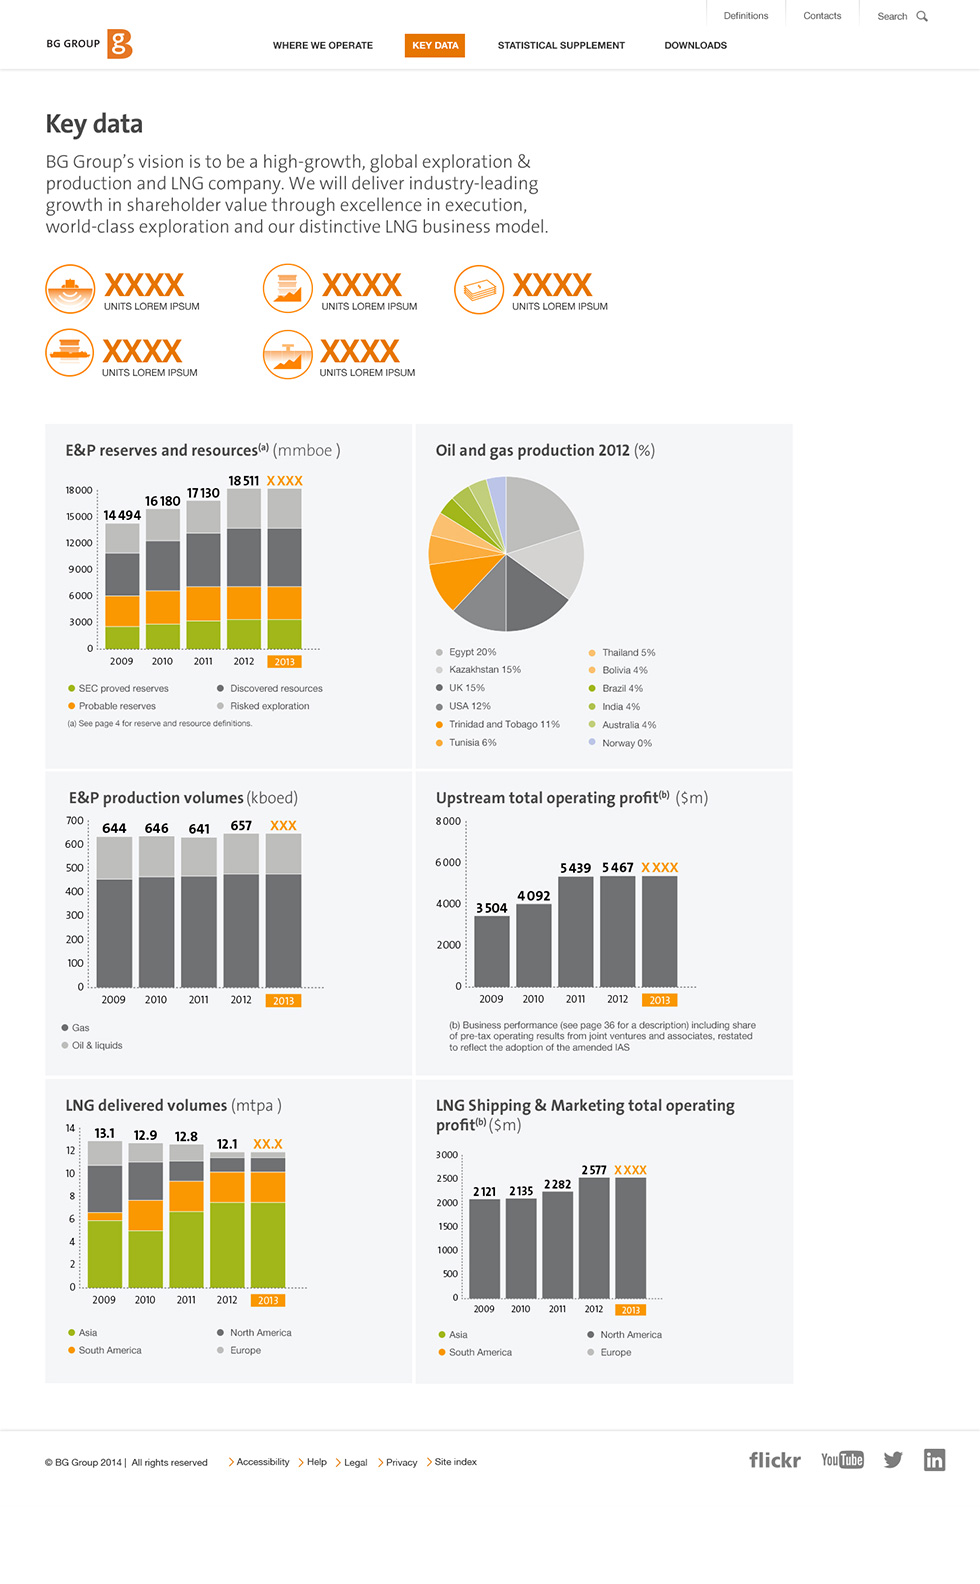 Definitions
Contacts
Search
BG GROUP
WHERE WE OPERATE
KEY DATA
STATISTICAL SUPPLEMENT
DOWNLOADS
Key data
BG Group's vision is to be a high-growth, global exploration &
production and LNG company. We will deliver industry-leading
growth in shareholder value through excellence in execution,
world-class exploration and our distinctive LNG business model.
XXXX
UNITS LOREM IPSUM
XXXX
UNITS LOREM IPSUM
XXXX
UNITS LOREM IPSUM
XXXX
UNITS LOREM IPSUM
XXXX
UNITS LOREM IPSUM
E&P reserves and resources(a) (mmboe )
18000
15000
12000
9000
6000
3000
0
14 494
16 180
17 130
18 511
X XXX
2009
2010
2011
2012
2013
SEC proved reserves
Discovered resources
Probable reserves
Risked exploration
(a) See page 4 for reserve and resource definitions.
Oil and gas production 2012 (%)
Egypt 20%
Kazakhstan 15%
UK 15%
USA 12%
Trinidad and Tobago 11%
Tunisia 6%
Thailand 5%
Bolivia 4%
Brazil 4%
India 4%
Australia 4%
Norway 0%
E&P production volumes (kboed)
700
600
500
400
300
200
100
0
644
646
641
657
XXX
2009
2010
2011
2012
2013
Gas
Oil & liquids
Upstream total operating profit(b) ($m)
8000
6000
4000
2000
0
3 504
4 092
5 439
5 467
X XXX
2009
2010
2011
2012
2013
(b) Business performance (see page 36 for a description) including share
of pre-tax operating results from joint ventures and associates, restated
to reflect the adoption of the amended IAS
LNG delivered volumes (mtpa )
14
12
10
8
6
4
2
0
13.1
12.9
12.8
12.1
XX.X
2009
2010
2011
2012
2013
Asia
North America
South America
Europe
LNG Shipping & Marketing total operating
profit(b) ($m)
3000
2500
2000
1500
1000
500
0
2 121
2 135
2 282
2 577
X XXX
2009
2010
2011
2012
2013
Asia
North America
South America
Europe
© BG Group 2014 | All rights reserved
Accessibility
Help
Legal
Privacy
Site index
flickr
YouTube
in